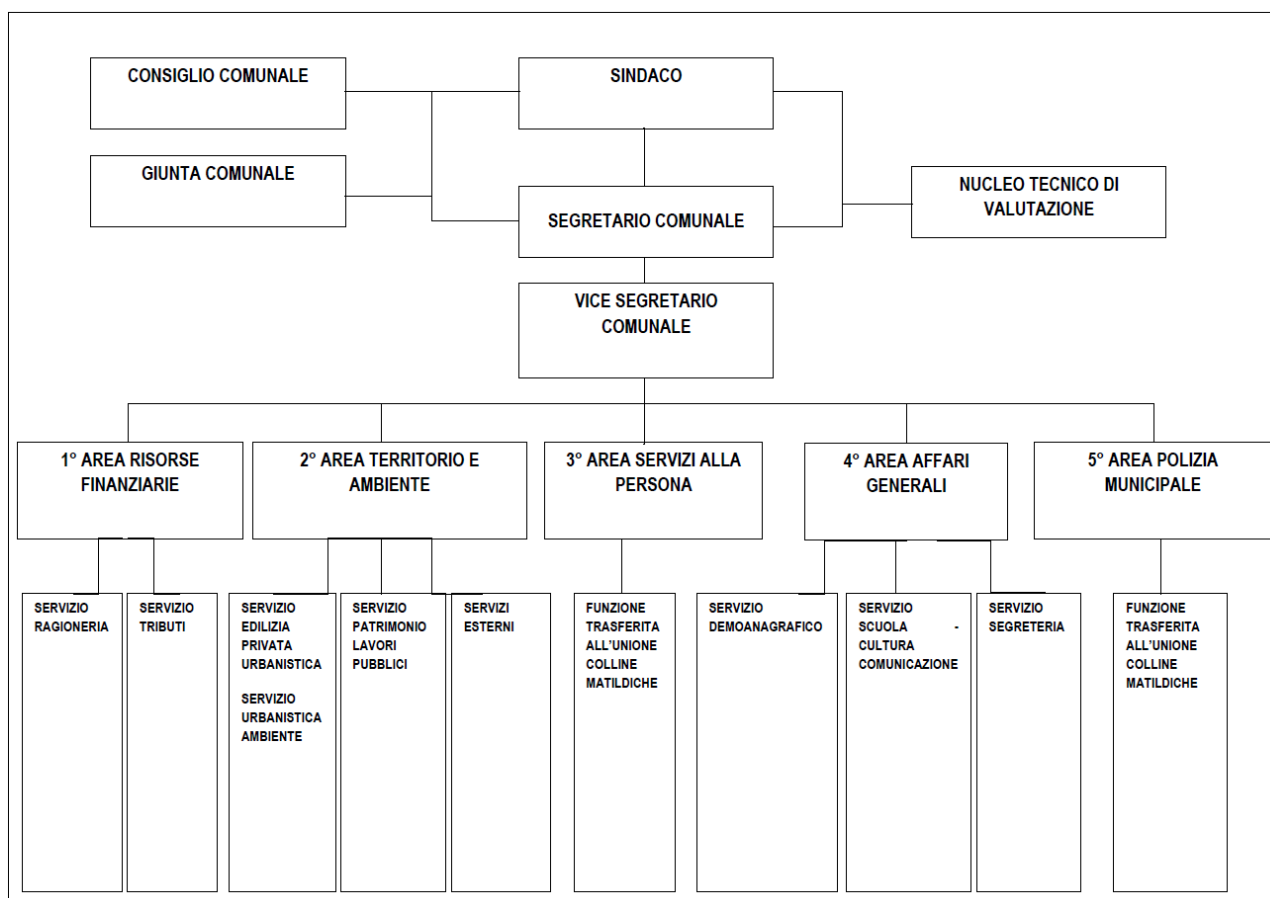 CONSIGLIO COMUNALE
SINDACO
GIUNTA COMUNALE
SEGRETARIO COMUNALE
NUCLEO TECNICO DI
VALUTAZIONE
VICE SEGRETARIO
COMUNALE
1° AREA RISORSE
FINANZIARIE
2° AREA TERRITORIO E
AMBIENTE
3° AREA SERVIZI ALLA
PERSONA
4° AREA AFFARI
GENERALI
5° AREA POLIZIA
MUNICIPALE
SERVIZIO
RAGIONERIA
SERVIZIO
TRIBUTI
SERVIZIO
EDILIZIA
PRIVATA
URBANISTICA
SERVIZIO
URBANISTICA
AMBIENTE
SERVIZIO
PATRIMONIO
LAVORI
PUBBLICI
SERVIZI
ESTERNI
FUNZIONE
TRASFERITA
ALL'UNIONE
COLLINE
MATILDICHE
SERVIZIO
DEMOANAGRAFICO
SERVIZIO
SCUOLA -
CULTURA
COMUNICAZIONE
SERVIZIO
SEGRETERIA
FUNZIONE
TRASFERITA
ALL'UNIONE
COLLINE
MATILDICHE